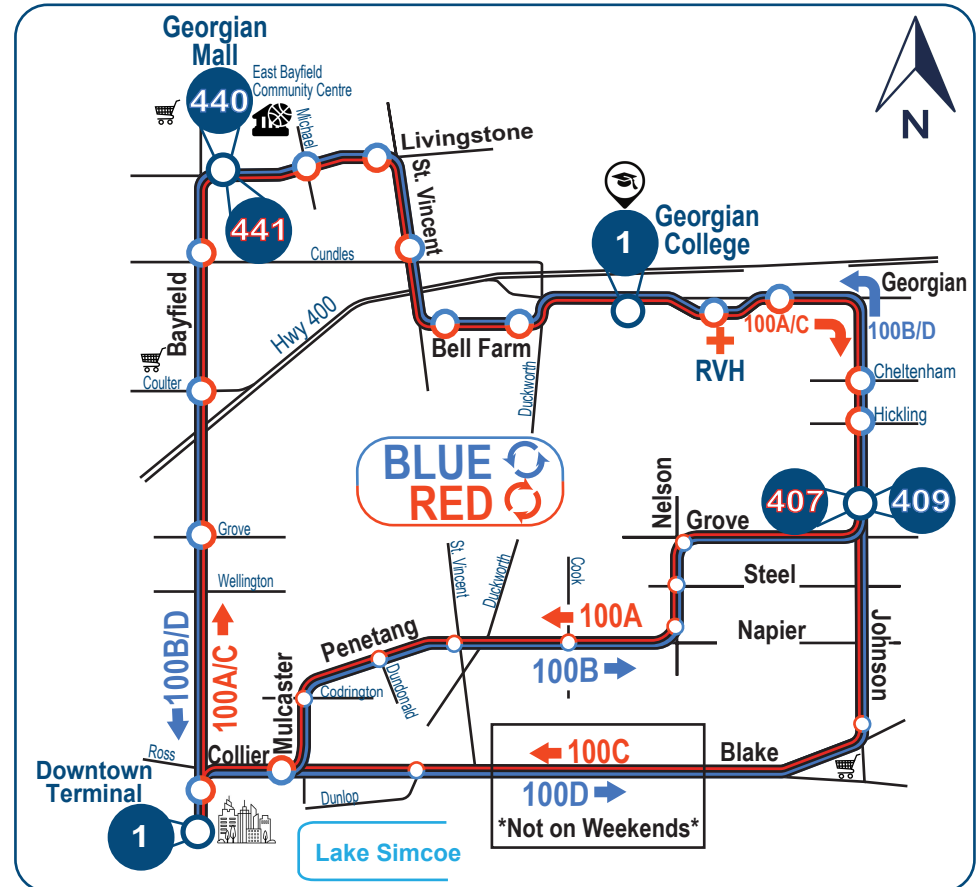 Georgian
Mall
440
East Bayfield
Community Centre
Michael
Livingstone
St. Vincent
441
N
1
Georgian
College
Cundles
Bayfield
Hwy 400
Georgian
100A/C
100B/D
Bell Farm
RVH
Coulter
Duckworth
Cheltenham
Hickling
BLUE
RED
Nelson
407
409
Grove
Grove
St. Vincent
Duckworth
Cook
Wellington
Steel
100A
Napier
Johnson
Penetang
100B
100B/D
100A/C
Dundonald
Codrington
Mulcaster
Ross
Collier
100C
Blake
Downtown
Terminal
100D
Dunlop
*Not on Weekends*
1
Lake Simcoe